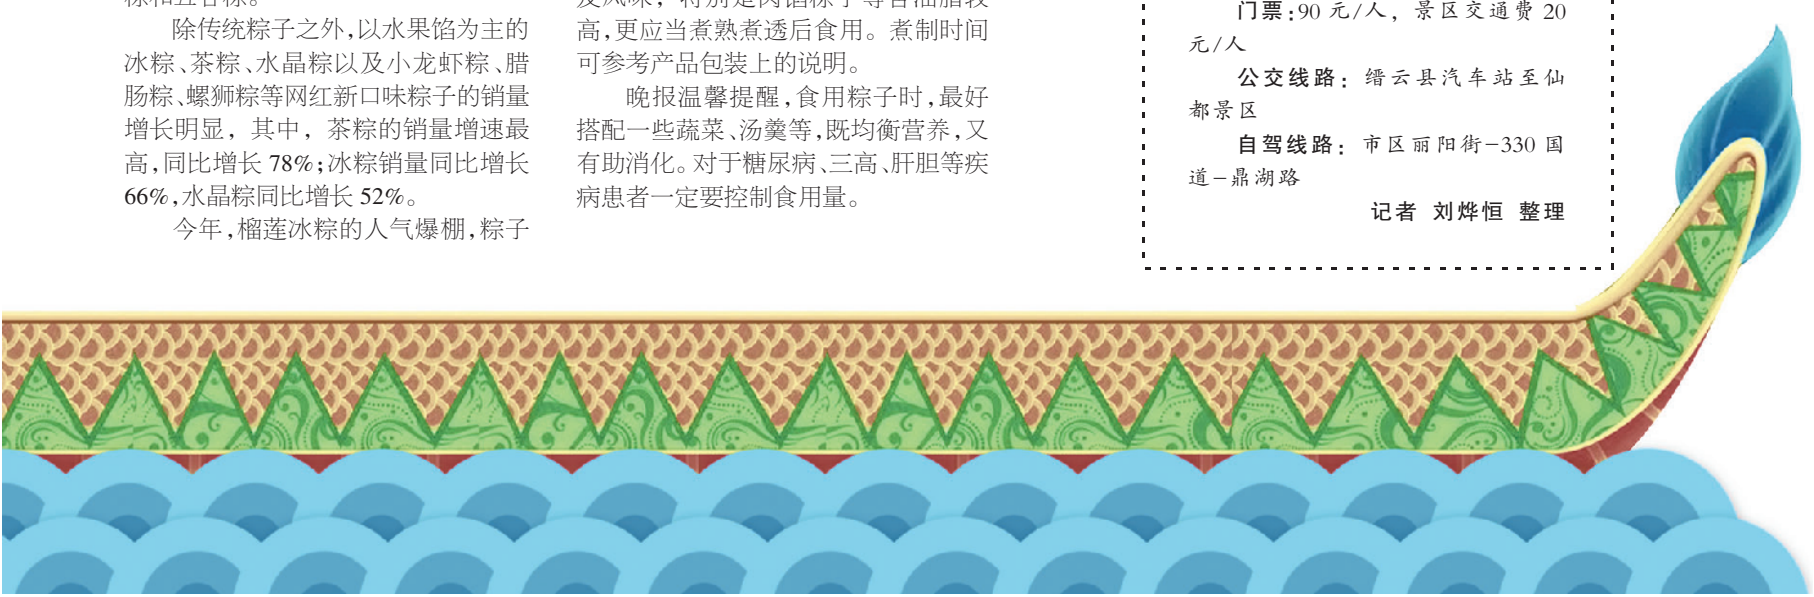 除传统粽子之外，以水果馅为主的
冰粽、茶粽、水晶粽以及小龙虾粽、腊
肠粽、螺狮粽等网红新口味粽子的销量
增长明显，其中，茶粽的销量增速最
高，同比增长78%；冰粽销量同比增长
66%，水晶粽同比增长52%。
今年，榴莲冰粽的人气爆棚，粽子
高，更应当煮熟煮透后食用。煮制时间
可参考产品包装上的说明。
晚报温馨提醒，食用粽子时，最好
搭配一些蔬菜、汤羹等，既均衡营养，又
有助消化。对于糖尿病、三高、肝胆等疾
病患者一定要控制食用量。
门票：90元/人，景区交通费20
元/人
公交线路：缙云县汽车站至仙
都景区
自驾线路：市区丽阳街-330国
道-鼎湖路
记者 刘烨恒 整理